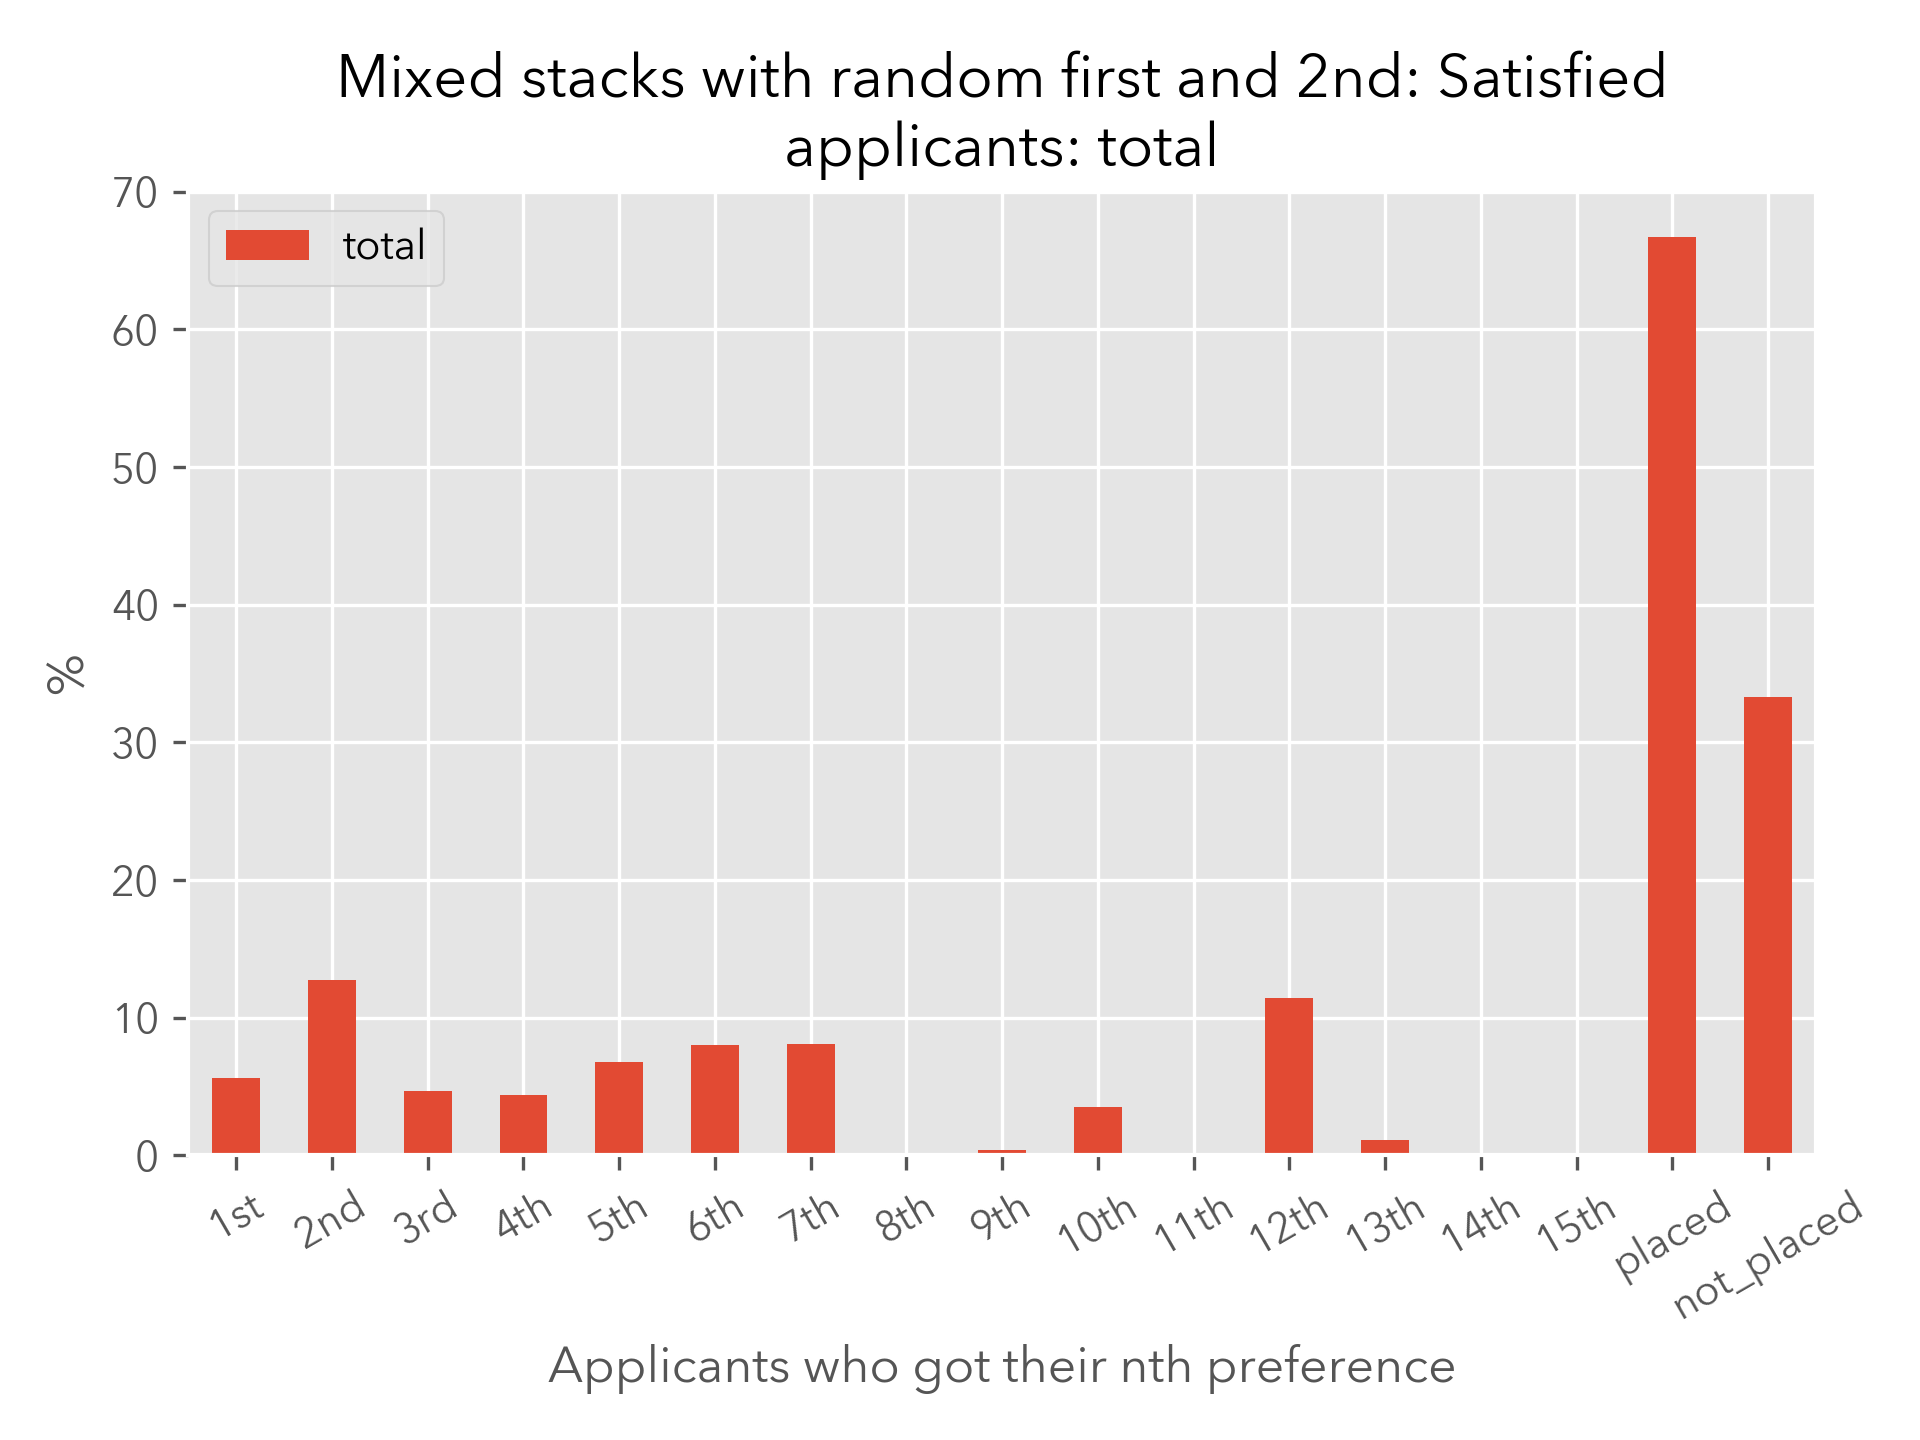 Mixed stacks with random first and 2nd: Satisfied
applicants: total
total
70
60
50
40
30
20
10
0
%
1st
2nd
3rd
4th
5th
6th
7th
8th
9th
10th
11th
12th
13th
14th
15th
placed
not_placed
Applicants who got their nth preference